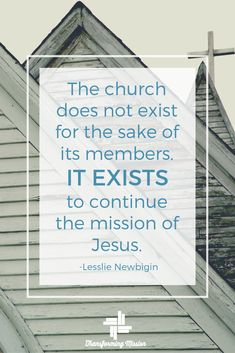 The church
does not exist
for the sake of
its members.
IT EXISTS
to continue
the mission of
Jesus.
-Lesslie Newbigin
Transforming Mission